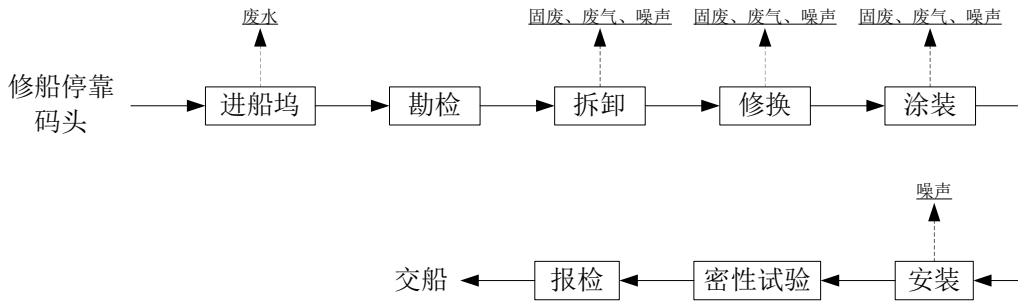 废水
固废、废气、噪声
固废、废气、噪声
固废、废气、噪声
修船停靠
码头
进船坞
勘检
拆卸
修换
涂装
噪声
交船
报检
密性试验
安装